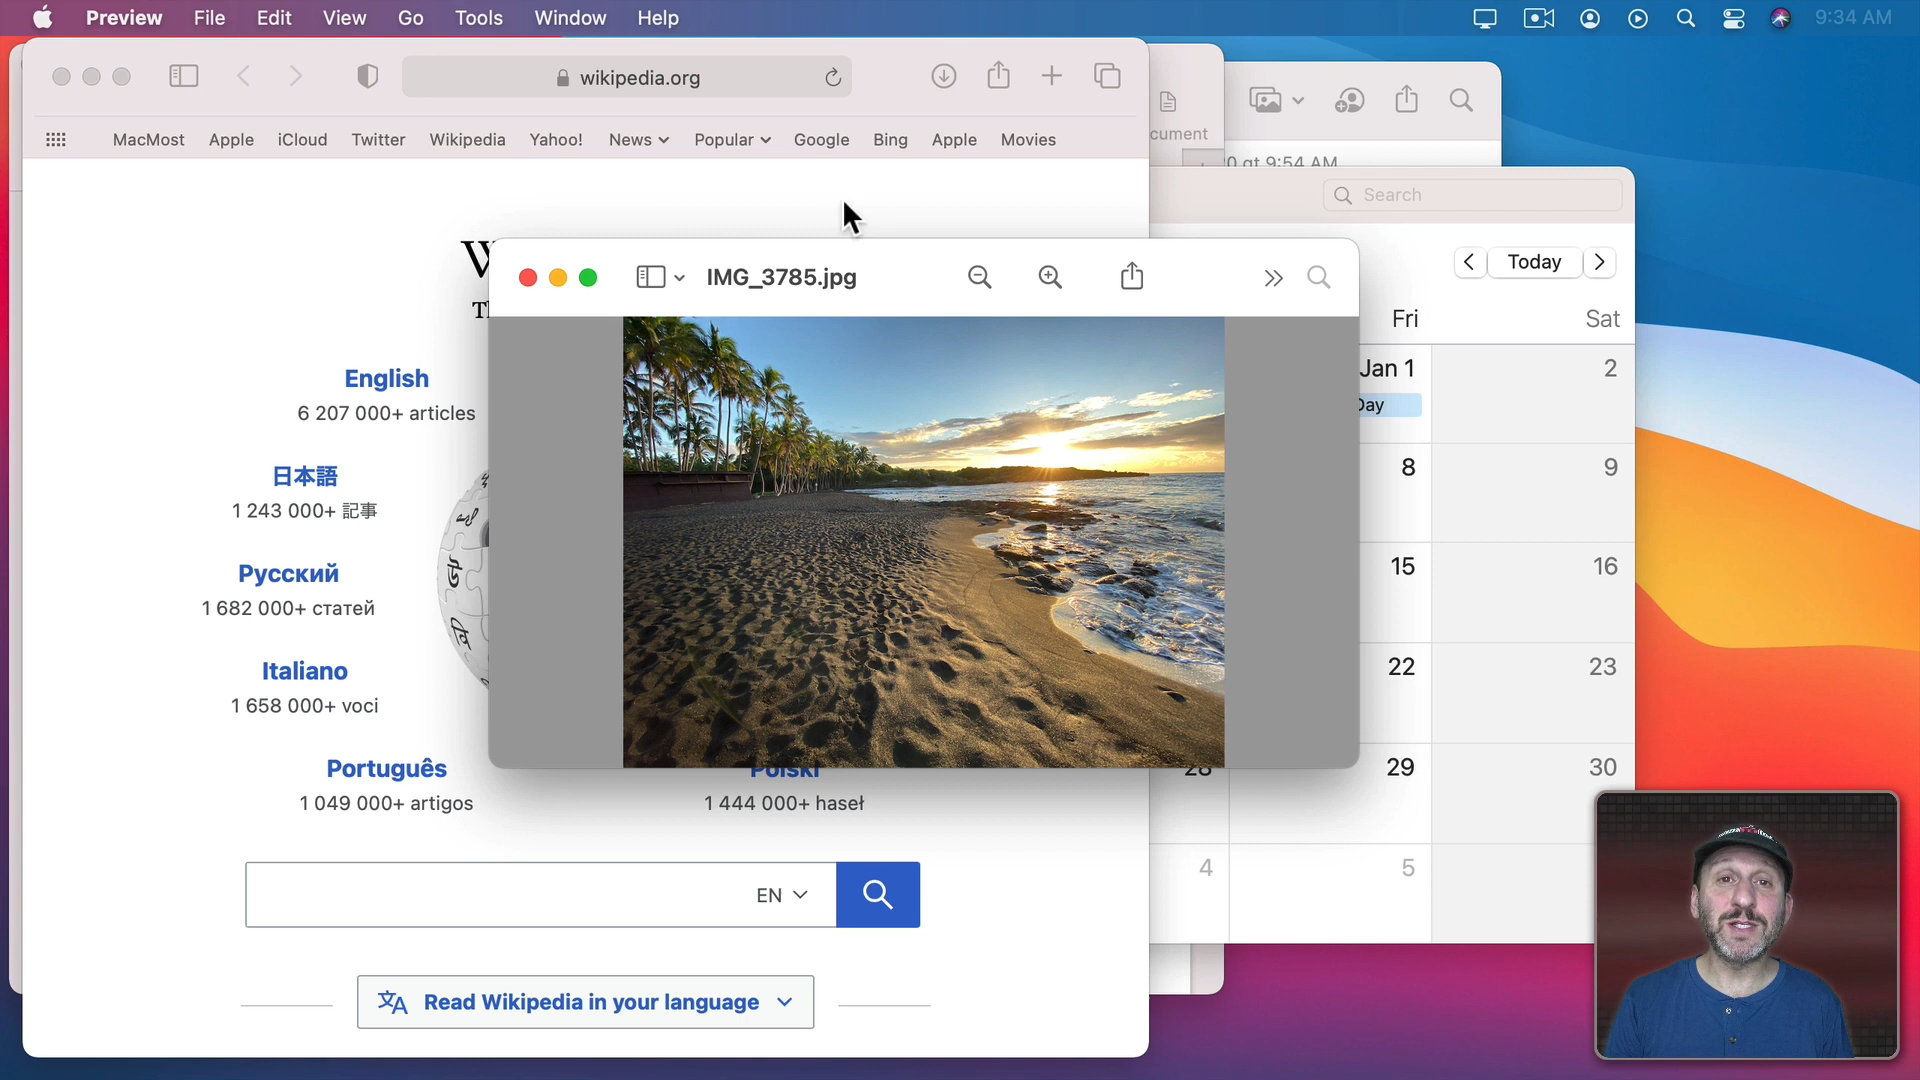 Preview File Edit View Go Tools Window Help 9:34 AM
wikipedia.org
MacMost Apple iCloud Twitter Wikipedia Yahoo! News Popular Google Bing Apple Movies
cument
0 at 9:54 AM
Search
Today
Fri Sat
W
Th
IMG_3785.jpg
English
6 207 000+ articles
日本語
1 243 000+ 記事
Русский
1 682 000+ статей
Italiano
1 658 000+ voci
Português
1 049 000+ artigos
Polski
1 444 000+ haseł
EN
Read Wikipedia in your language
Jan 1 2
Day
8 9
15 16
22 23
28 29 30
4 5